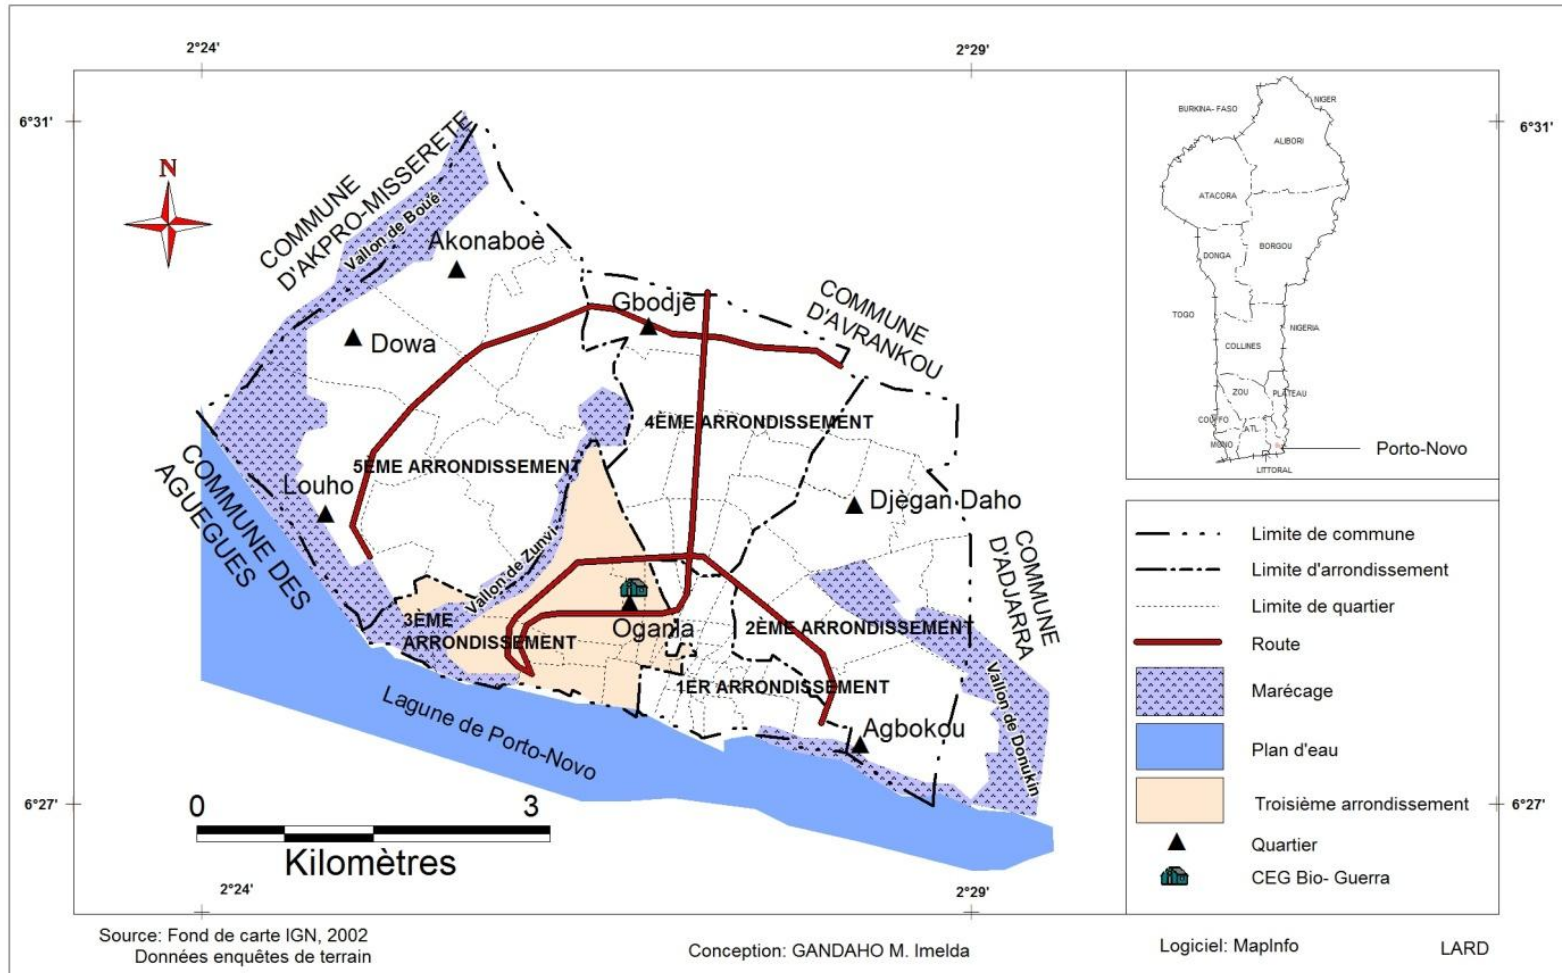 2°24'
2°29'
6°31'
6°31'
N
COMMUNE
D'AKPRO-MISSERETE
Vallon de Boué
Akonaboè
Dowa
Gbodjè
COMMUNE
D'AVRANKOU
4ÈME ARRONDISSEMENT
5ÈME ARRONDISSEMENT
Louho
COMMUNE DES
AGUEGUES
Djègan Daho
COMMUNE
D'ADJARRA
Vallon de Zunvi
3ÈME
ARRONDISSEMENT
Oganla
2ÈME ARRONDISSEMENT
1ER ARRONDISSEMENT
Vallon de Donukin
Agbokou
Lagune de Porto-Novo
0 3
Kilomètres
6°27'
6°27'
2°24'
2°29'
BURKINA- FASO
NIGER
ALIBORI
ATACORA
BORGOU
DONGA
TOGO
NIGERIA
COLLINES
ZOU
PLATEAU
COUFFO
ATL
MONO
LITTORAL
Porto-Novo
Limite de commune
Limite d'arrondissement
Limite de quartier
Route
Marécage
Plan d'eau
Troisième arrondissement
Quartier
CEG Bio- Guerra
Source: Fond de carte IGN, 2002
Données enquêtes de terrain
Conception: GANDAHO M. Imelda
Logiciel: MapInfo
LARD